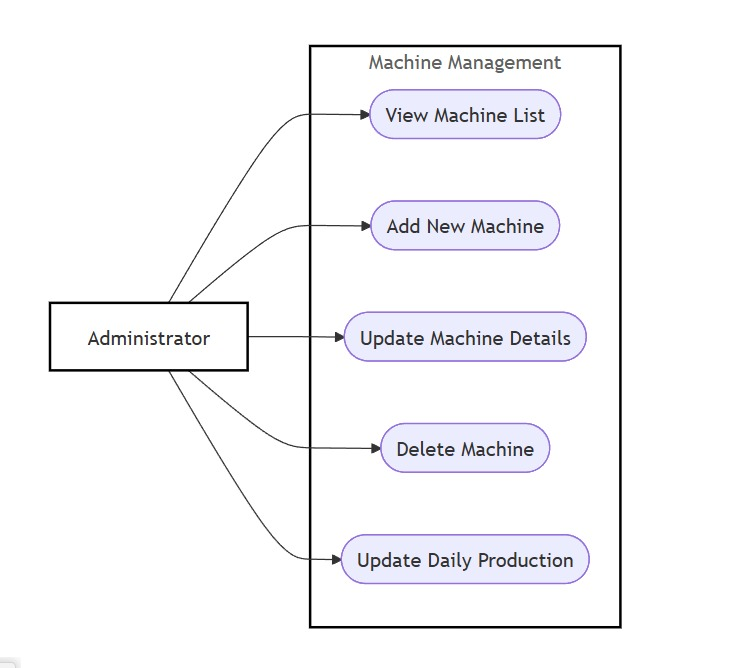 Machine Management
View Machine List
Add New Machine
Administrator
Update Machine Details
Delete Machine
Update Daily Production